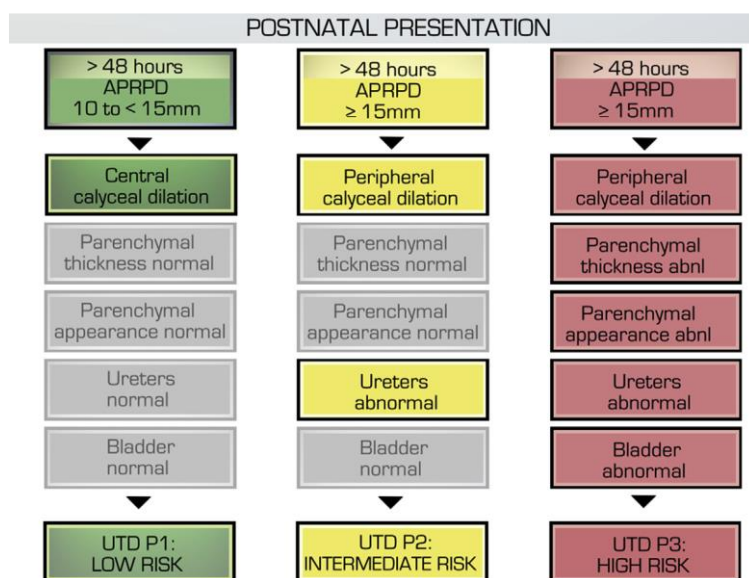 POSTNATAL PRESENTATION
> 48 hours
APRPD
10 to < 15mm
Central
calyceal dilation
Parenchymal
thickness normal
Parenchymal
appearance normal
Ureters
normal
Bladder
normal
UTD P1:
LOW RISK
> 48 hours
APRPD
≥ 15mm
Peripheral
calyceal dilation
Parenchymal
thickness normal
Parenchymal
appearance normal
Ureters
abnormal
Bladder
normal
UTD P2:
INTERMEDIATE RISK
> 48 hours
APRPD
≥ 15mm
Peripheral
calyceal dilation
Parenchymal
thickness abnl
Parenchymal
appearance abnl
Ureters
abnormal
Bladder
abnormal
UTD P3:
HIGH RISK